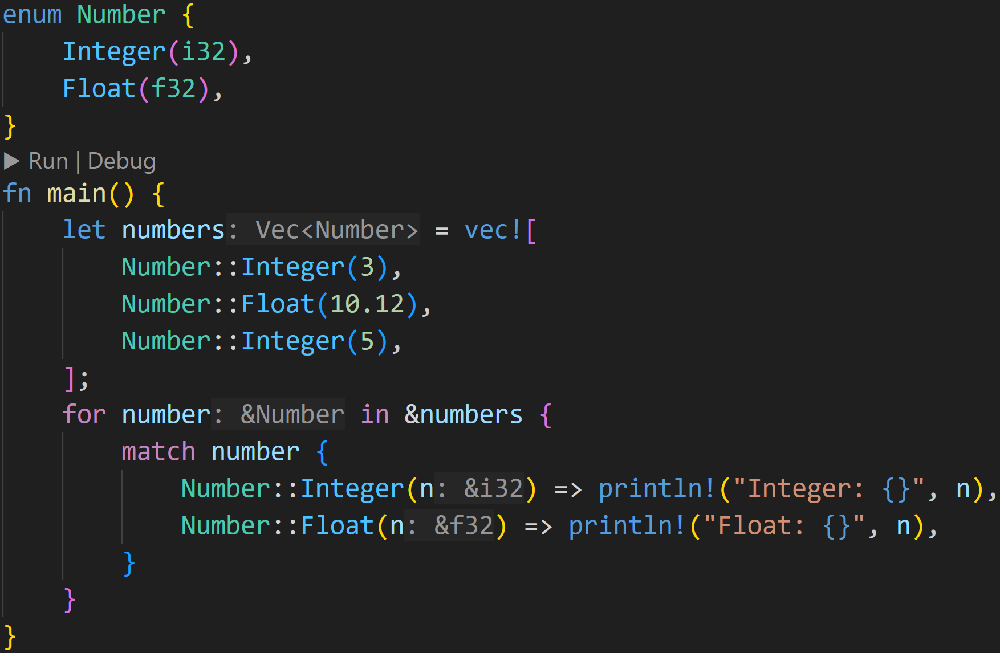 enum Number {
    Integer(i32),
    Float(f32),
}
▶ Run | Debug
fn main() {
    let numbers: Vec<Number> = vec![
        Number::Integer(3),
        Number::Float(10.12),
        Number::Integer(5),
    ];
    for number: &Number in &numbers {
        match number {
            Number::Integer(n: &i32) => println!("Integer: {}", n),
            Number::Float(n: &f32) => println!("Float: {}", n),
        }
    }
}